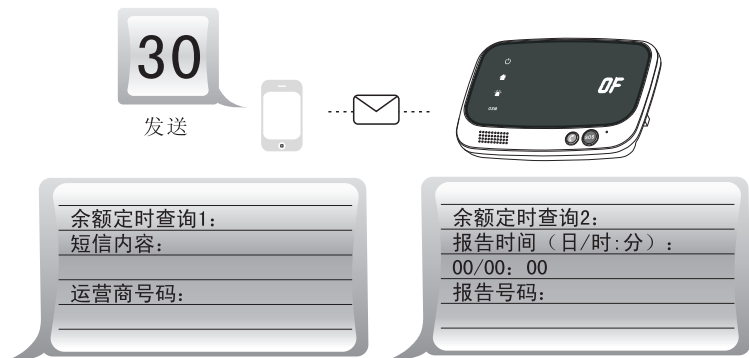 30
发送
OF
GSM
SOS
余额定时查询1：
短信内容：
运营商号码：
余额定时查询2：
报告时间（日/时:分）：
00/00：00
报告号码：